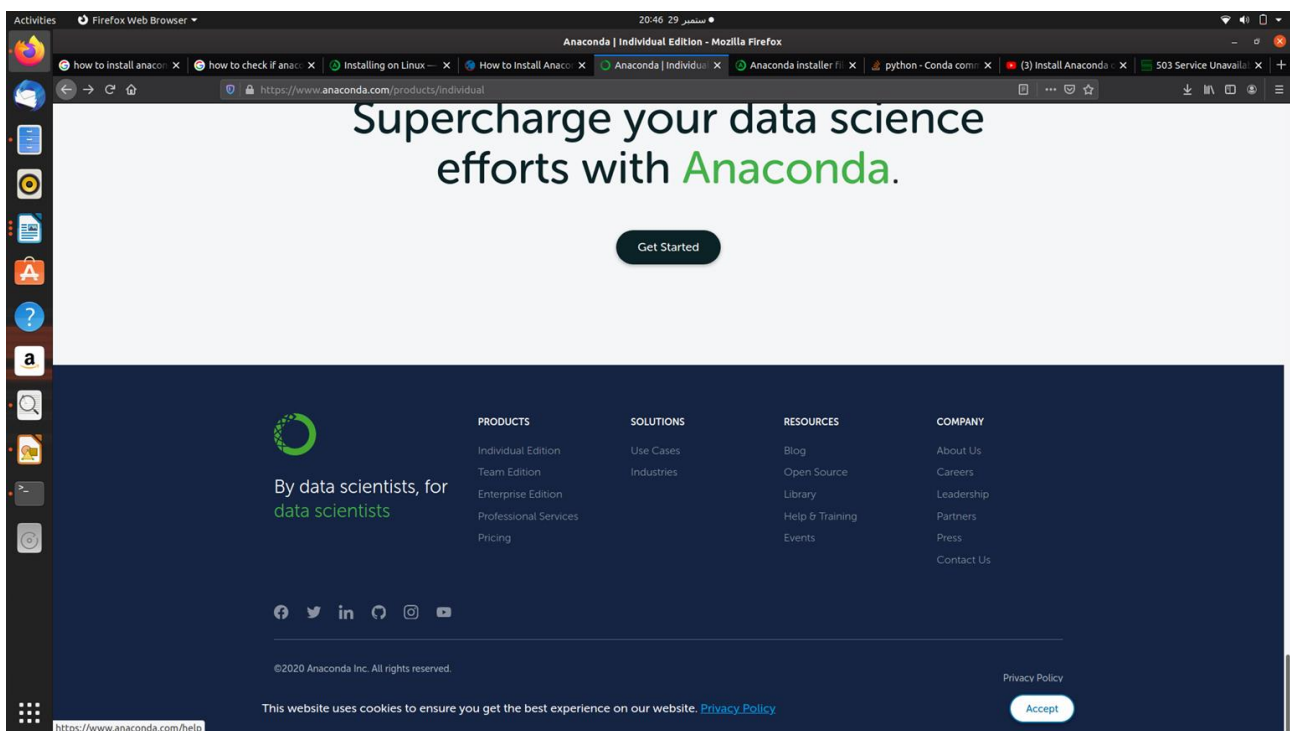 Activities Firefox Web Browser 20:46 29 ستمبر
Anaconda | Individual Edition - Mozilla Firefox
how to install anacon how to check if anac Installing on Linux — How to Install Anacon Anaconda | Individual Anaconda installer fil python - Conda comm (3) Install Anaconda 503 Service Unavailab
https://www.anaconda.com/products/individual
Supercharge your data science
efforts with Anaconda.
Get Started
By data scientists, for
data scientists
PRODUCTS
Individual Edition
Team Edition
Enterprise Edition
Professional Services
Pricing
SOLUTIONS
Use Cases
Industries
RESOURCES
Blog
Open Source
Library
Help & Training
Events
COMPANY
About Us
Careers
Leadership
Partners
Press
Contact Us
©2020 Anaconda Inc. All rights reserved.
Privacy Policy
This website uses cookies to ensure you get the best experience on our website. Privacy Policy
Accept
https://www.anaconda.com/help